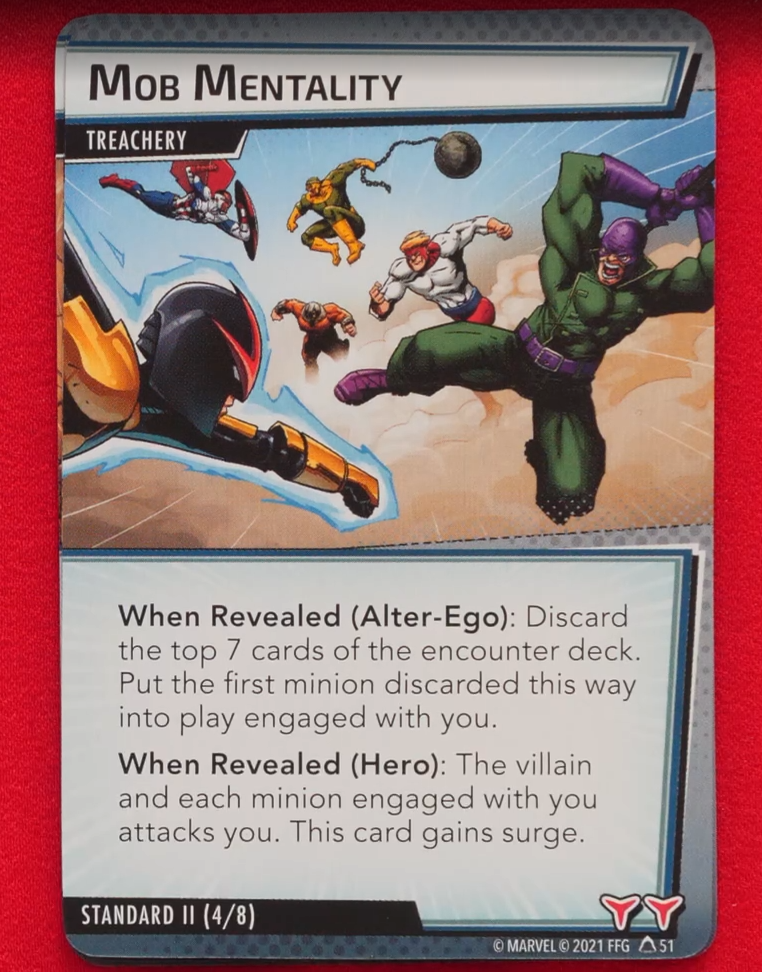 MOB MENTALITY
TREACHERY
When Revealed (Alter-Ego): Discard
the top 7 cards of the encounter deck.
Put the first minion discarded this way
into play engaged with you.
When Revealed (Hero): The villain
and each minion engaged with you
attacks you. This card gains surge.
STANDARD II (4/8)
© MARVEL © 2021 FFG 51